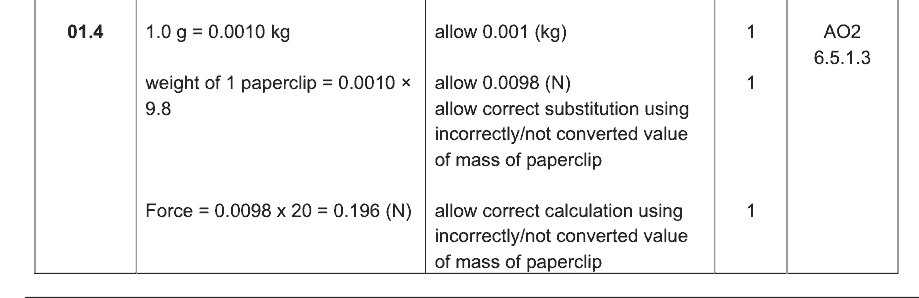 01.4 1.0 g = 0.0010 kg allow 0.001 (kg) 1 AO2
6.5.1.3
weight of 1 paperclip = 0.0010 × allow 0.0098 (N) 1
9.8 allow correct substitution using
incorrectly/not converted value
of mass of paperclip
Force = 0.0098 x 20 = 0.196 (N) allow correct calculation using 1
incorrectly/not converted value
of mass of paperclip